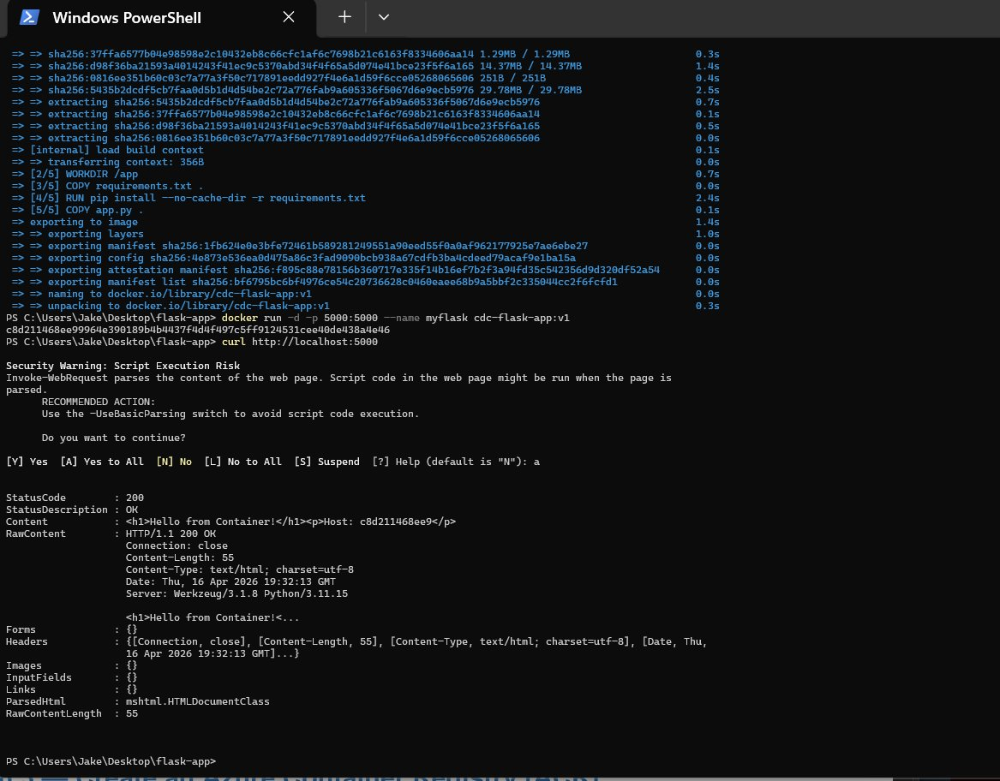 Windows PowerShell
=> => sha256:37ffa6577b04e98598e2c10432eb8c66cfc1af6c7698b21c6163f8334606aa14 1.29MB / 1.29MB 0.3s
=> => sha256:d98f36ba21593a4014243f41ec9c5370abd34f4f65a5d074e41bce23f5f6a165 14.37MB / 14.37MB 1.4s
=> => sha256:0816ee351b60c03c7a77a3f50c717891eedd927f4e6a1d59f6cce05268065606 251B / 251B 0.4s
=> => sha256:5435b2dcdf5cb7faa0d5b1d4d54be2c72a776fab9a605336f5067d6e9ecb5976 29.78MB / 29.78MB 2.5s
=> => extracting sha256:5435b2dcdf5cb7faa0d5b1d4d54be2c72a776fab9a605336f5067d6e9ecb5976 0.7s
=> => extracting sha256:37ffa6577b04e98598e2c10432eb8c66cfc1af6c7698b21c6163f8334606aa14 0.1s
=> => extracting sha256:d98f36ba21593a4014243f41ec9c5370abd34f4f65a5d074e41bce23f5f6a165 0.5s
=> => extracting sha256:0816ee351b60c03c7a77a3f50c717891eedd927f4e6a1d59f6cce05268065606 0.0s
=> [internal] load build context 0.1s
=> => transferring context: 356B 0.0s
=> [2/5] WORKDIR /app 0.7s
=> [3/5] COPY requirements.txt . 0.0s
=> [4/5] RUN pip install --no-cache-dir -r requirements.txt 2.4s
=> [5/5] COPY app.py . 0.1s
=> exporting to image 1.4s
=> => exporting layers 1.0s
=> => exporting manifest sha256:1fb624e0e3bfe72461b589281249551a90eed55f0a0af962177925e7ae6ebe27 0.0s
=> => exporting config sha256:4e873e536ea0d475a86c3fad9090bcb938a67cdfb3ba4cdeed79acaf9e1ba15a 0.0s
=> => exporting attestation manifest sha256:f895c88e78156b360717e335f14b16ef7b2f3a94fd35c542356d9d320df52a54 0.0s
=> => exporting manifest list sha256:bf6795bc6bf4976ce54c20736628c0460eaee68b9a5bbf2c335044cc2f6fcfd1 0.0s
=> => naming to docker.io/library/cdc-flask-app:v1 0.0s
=> => unpacking to docker.io/library/cdc-flask-app:v1 0.3s
PS C:\Users\Jake\Desktop\flask-app> docker run -d -p 5000:5000 --name myflask cdc-flask-app:v1
c8d211468ee99964e390189b4b4437f4d4f497c5ff9124531cee40de438a4e46
PS C:\Users\Jake\Desktop\flask-app> curl http://localhost:5000
Security Warning: Script Execution Risk
Invoke-WebRequest parses the content of the web page. Script code in the web page might be run when the page is
parsed.
RECOMMENDED ACTION:
Use the -UseBasicParsing switch to avoid script code execution.
Do you want to continue?
[Y] Yes [A] Yes to All [N] No [L] No to All [S] Suspend [?] Help (default is "N"): a
StatusCode : 200
StatusDescription : OK
Content : <h1>Hello from Container!</h1><p>Host: c8d211468ee9</p>
RawContent : HTTP/1.1 200 OK
Connection: close
Content-Length: 55
Content-Type: text/html; charset=utf-8
Date: Thu, 16 Apr 2026 19:32:13 GMT
Server: Werkzeug/3.1.8 Python/3.11.15
<h1>Hello from Container!<...
Forms : {}
Headers : {[Connection, close], [Content-Length, 55], [Content-Type, text/html; charset=utf-8], [Date, Thu,
16 Apr 2026 19:32:13 GMT]...}
Images : {}
InputFields : {}
Links : {}
ParsedHtml : mshtml.HTMLDocumentClass
RawContentLength : 55
PS C:\Users\Jake\Desktop\flask-app>
Create an Azure Container Registry (ACR)